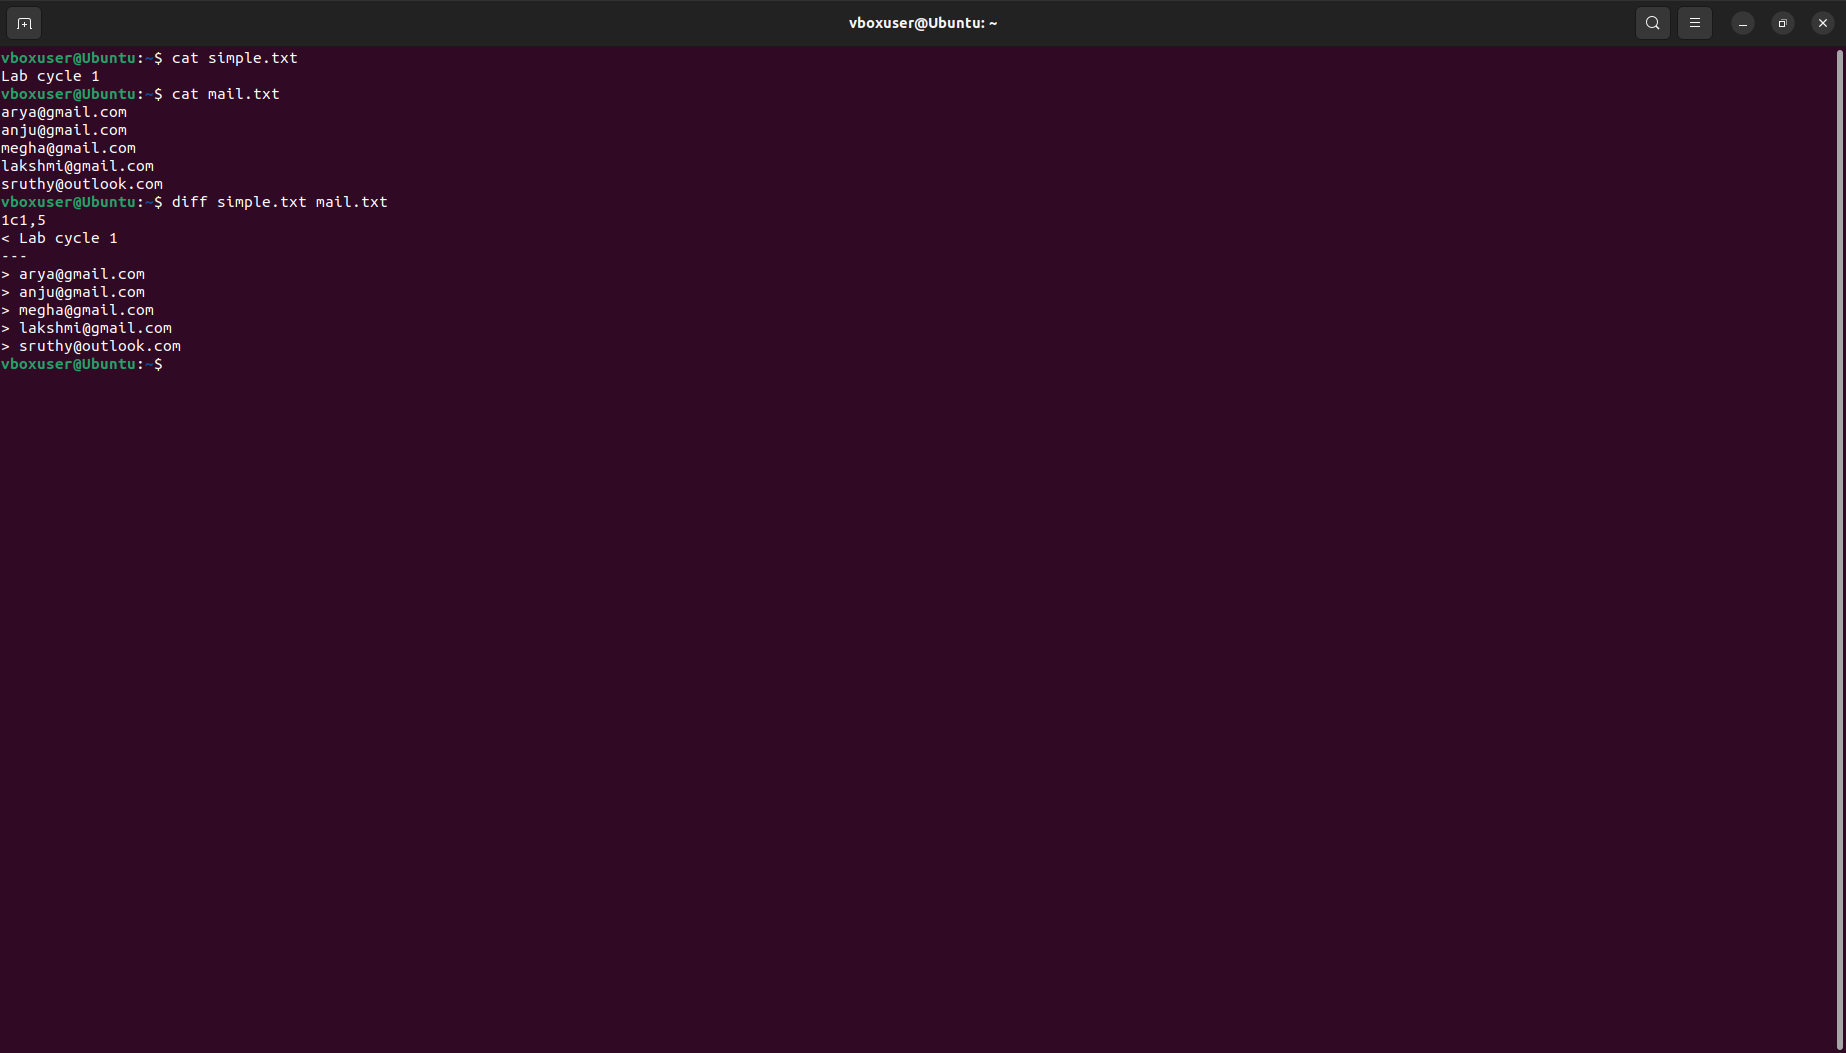 vboxuser@Ubuntu: ~
vboxuser@Ubuntu:~$ cat simple.txt
Lab cycle 1
vboxuser@Ubuntu:~$ cat mail.txt
arya@gmail.com
anju@gmail.com
megha@gmail.com
lakshmi@gmail.com
sruthy@outlook.com
vboxuser@Ubuntu:~$ diff simple.txt mail.txt
1c1,5
< Lab cycle 1
---
> arya@gmail.com
> anju@gmail.com
> megha@gmail.com
> lakshmi@gmail.com
> sruthy@outlook.com
vboxuser@Ubuntu:~$